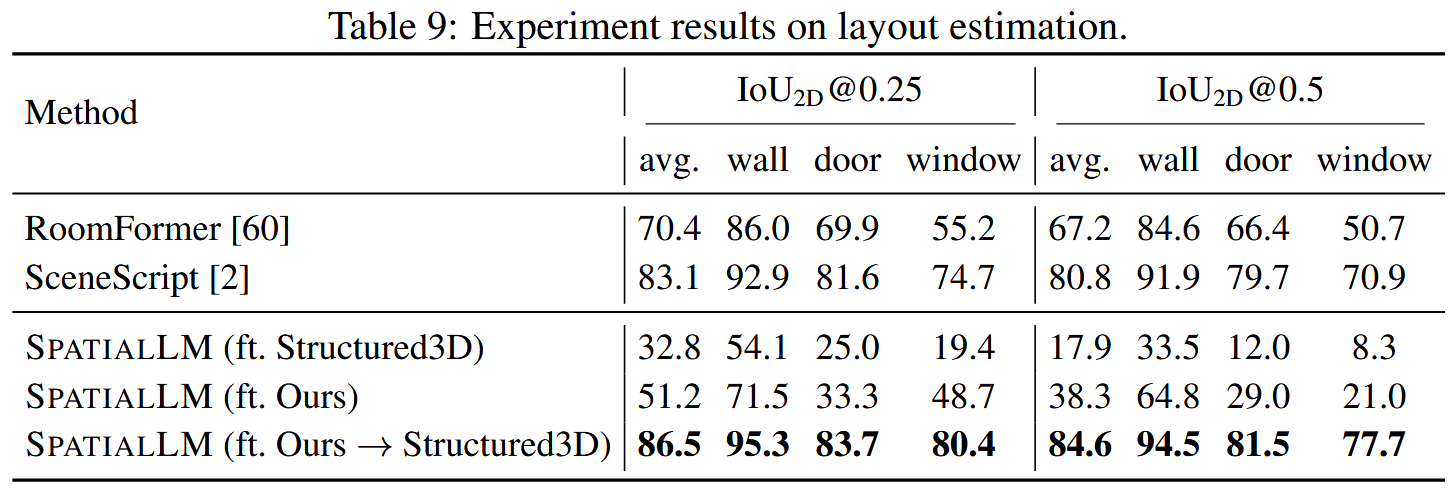 Table 9: Experiment results on layout estimation.
Method IoU2D@0.25 IoU2D@0.5
avg. wall door window avg. wall door window
RoomFormer [60] 70.4 86.0 69.9 55.2 67.2 84.6 66.4 50.7
SceneScript [2] 83.1 92.9 81.6 74.7 80.8 91.9 79.7 70.9
SPATIALLM (ft. Structured3D) 32.8 54.1 25.0 19.4 17.9 33.5 12.0 8.3
SPATIALLM (ft. Ours) 51.2 71.5 33.3 48.7 38.3 64.8 29.0 21.0
SPATIALLM (ft. Ours → Structured3D) 86.5 95.3 83.7 80.4 84.6 94.5 81.5 77.7